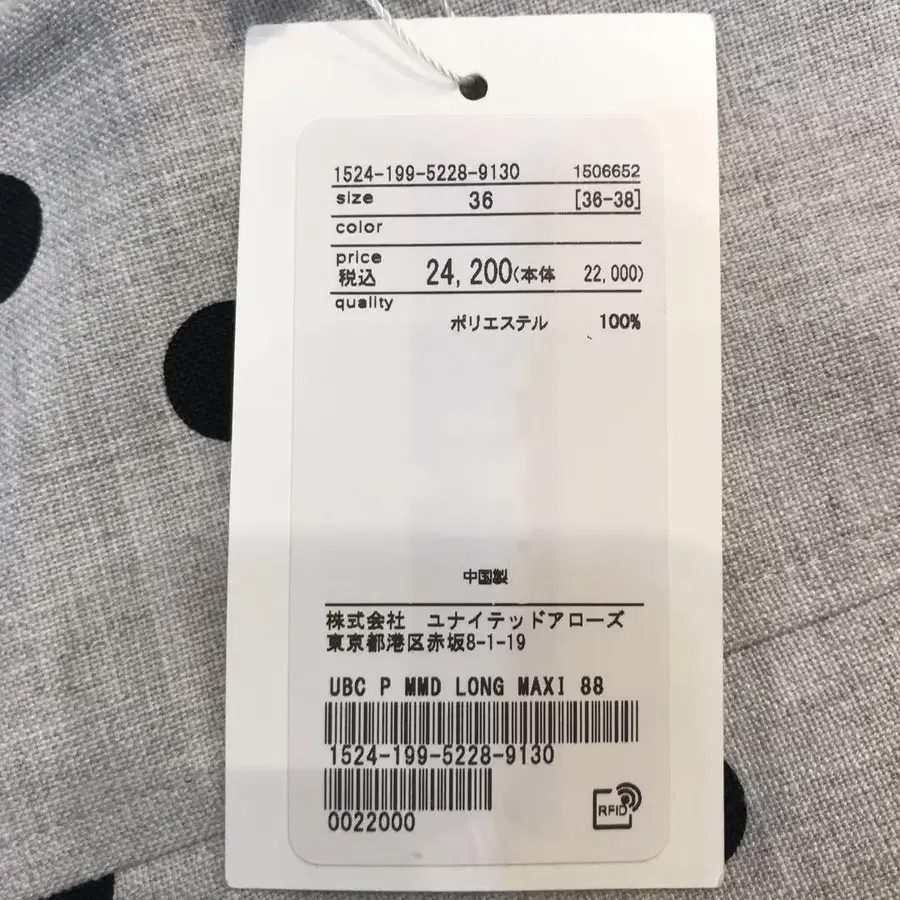 1524-199-5228-9130 1506652
size 36 [36-38]
color
price
税込 24,200(本体 22,000)
quality
ポリエステル 100%
中国製
株式会社 ユナイテッドアローズ
東京都港区赤坂8-1-19
UBC P MMD LONG MAXI 88
1524-199-5228-9130
0022000
RFID